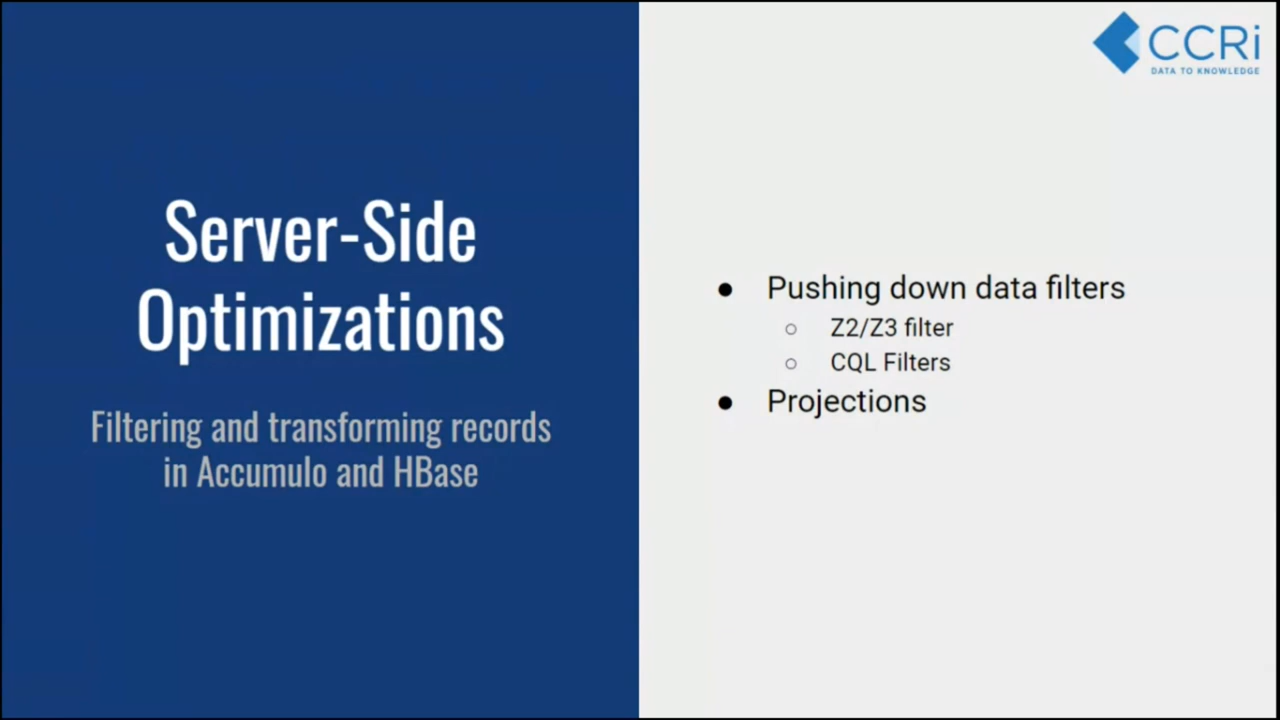 CCRi
DATA TO KNOWLEDGE
Server-Side
Optimizations
Filtering and transforming records
in Accumulo and HBase
● Pushing down data filters
○ Z2/Z3 filter
○ CQL Filters
● Projections